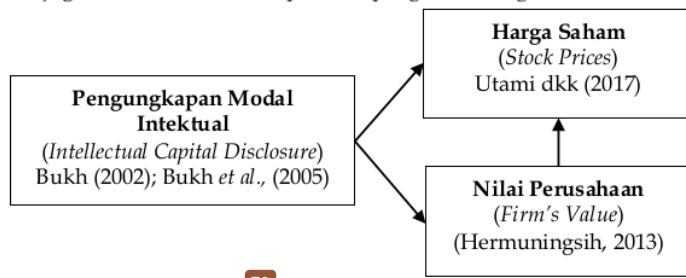 Pengungkapan Modal
Intektual
(Intellectual Capital Disclosure)
Bukh (2002); Bukh et al., (2005)
Harga Saham
(Stock Prices)
Utami dkk (2017)
Nilai Perusahaan
(Firm's Value)
(Hermuningsih, 2013)